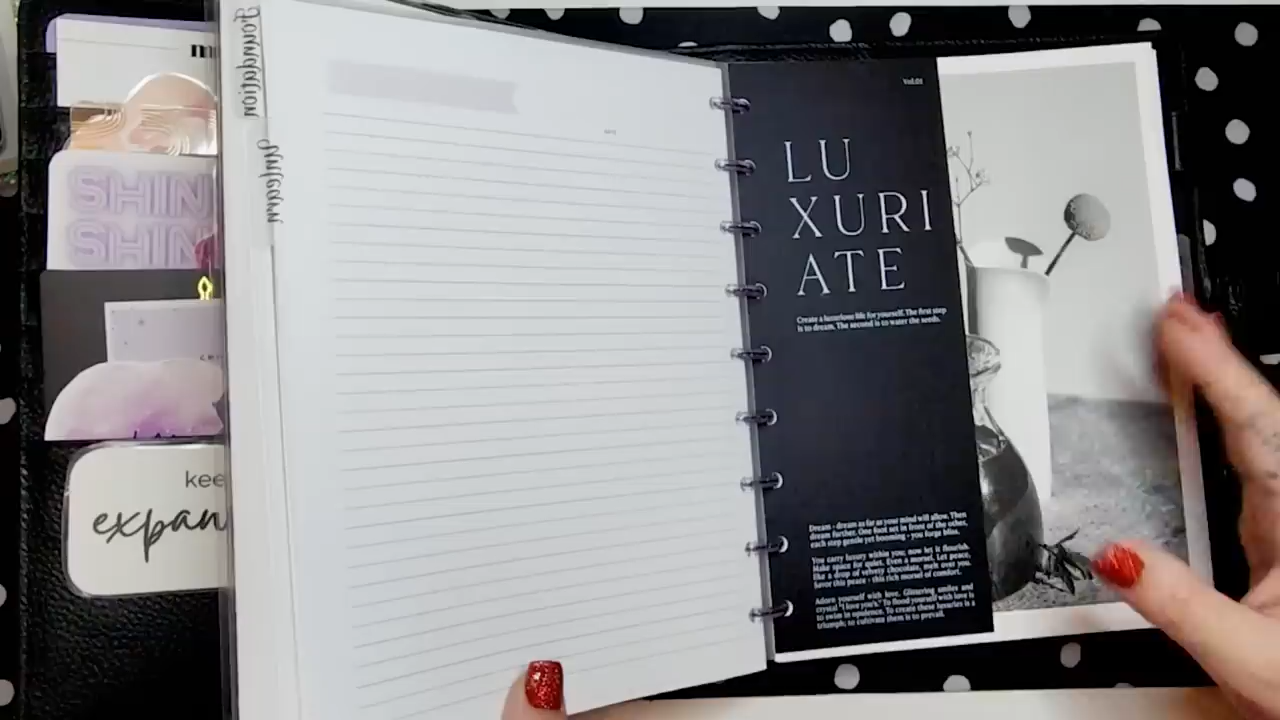 SHIN
SHIN
kee
expan
Vol.01
LU
XURI
ATE
Create a luxurious life for yourself. The first step
is to dream. The second is to water the seeds.
Dream - dream as far as your mind will allow. Then
dream further. One foot set in front of the other,
each step gentle yet booming - you forge bliss.
You carry luxury within you; now let it flourish.
Make space for quiet. Even a morsel. Let peace,
like a drop of velvety chocolate, melt over you.
Savor this peace - this rich morsel of comfort.
Adorn yourself with love. Glittering smiles and
crystal "I love you's." To flood yourself with love is
to swim in opulence. To create these luxuries is a
triumph; to cultivate them is to prevail.